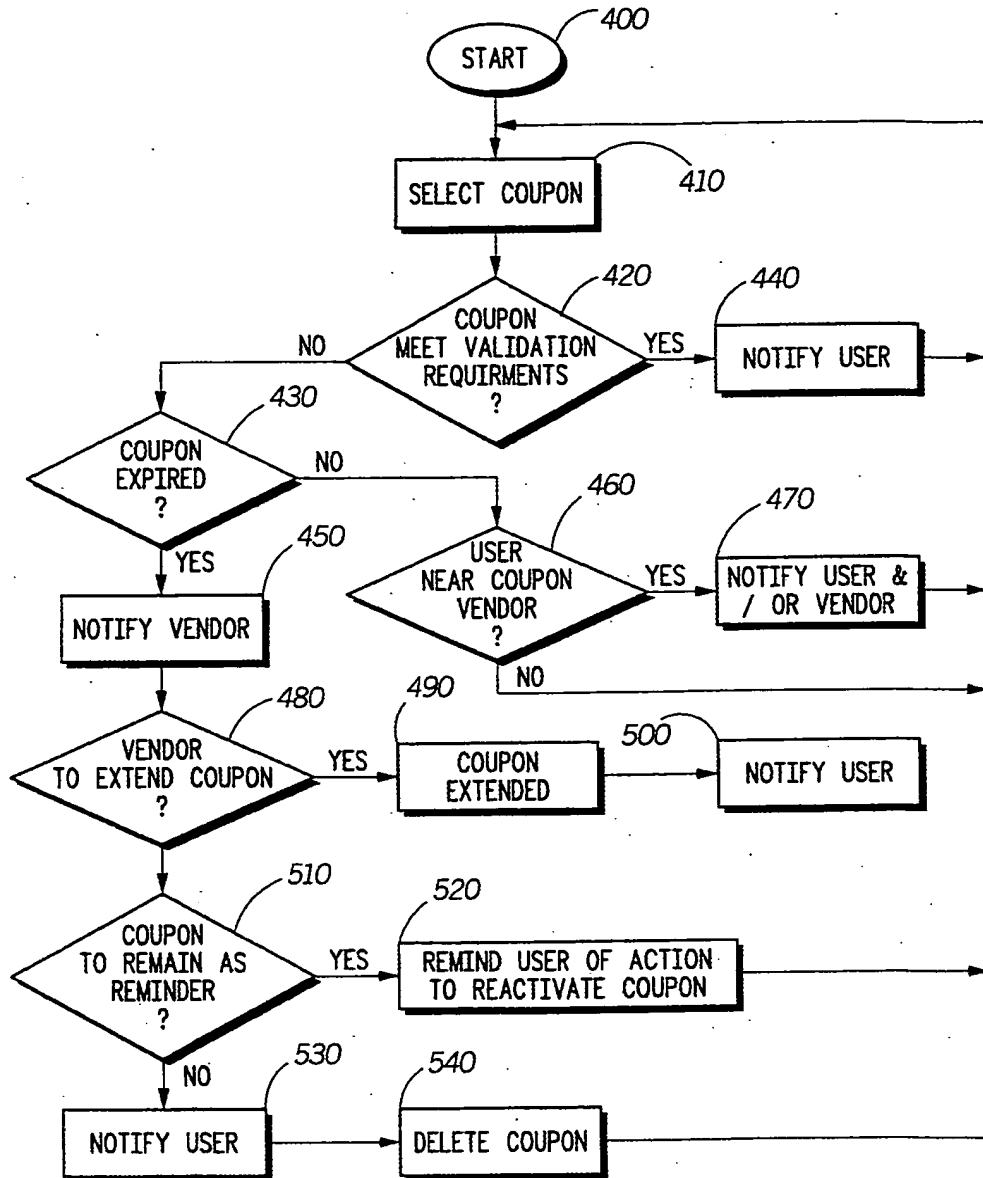 400
START
SELECT COUPON
410
420
COUPON
MEET VALIDATION
REQUIRMENTS
?
NO
YES
440
NOTIFY USER
430
COUPON
EXPIRED
?
NO
YES
460
USER
NEAR COUPON
VENDOR
?
YES
NO
470
NOTIFY USER &
/ OR VENDOR
450
NOTIFY VENDOR
480
VENDOR
TO EXTEND COUPON
?
YES
490
COUPON
EXTENDED
500
NOTIFY USER
510
COUPON
TO REMAIN AS
REMINDER
?
YES
NO
520
REMIND USER OF ACTION
TO REACTIVATE COUPON
530
NOTIFY USER
540
DELETE COUPON